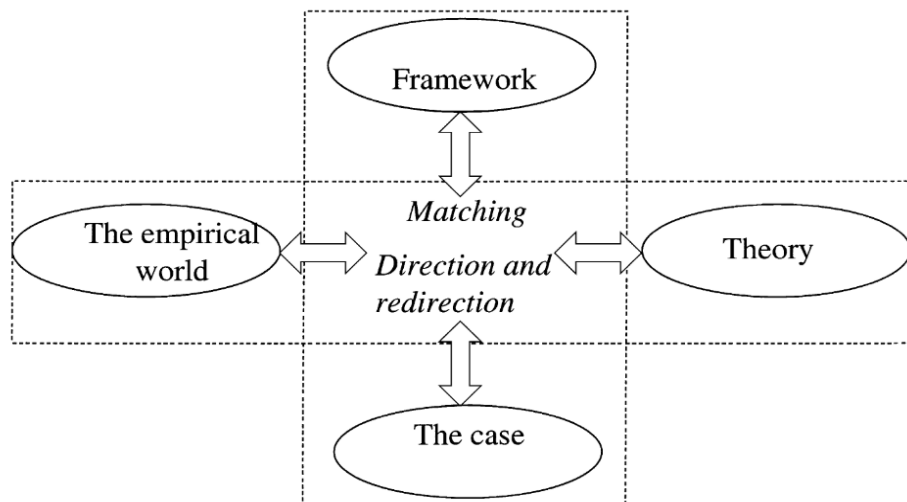 Framework
Matching
The empirical
world
Direction and
redirection
Theory
The case